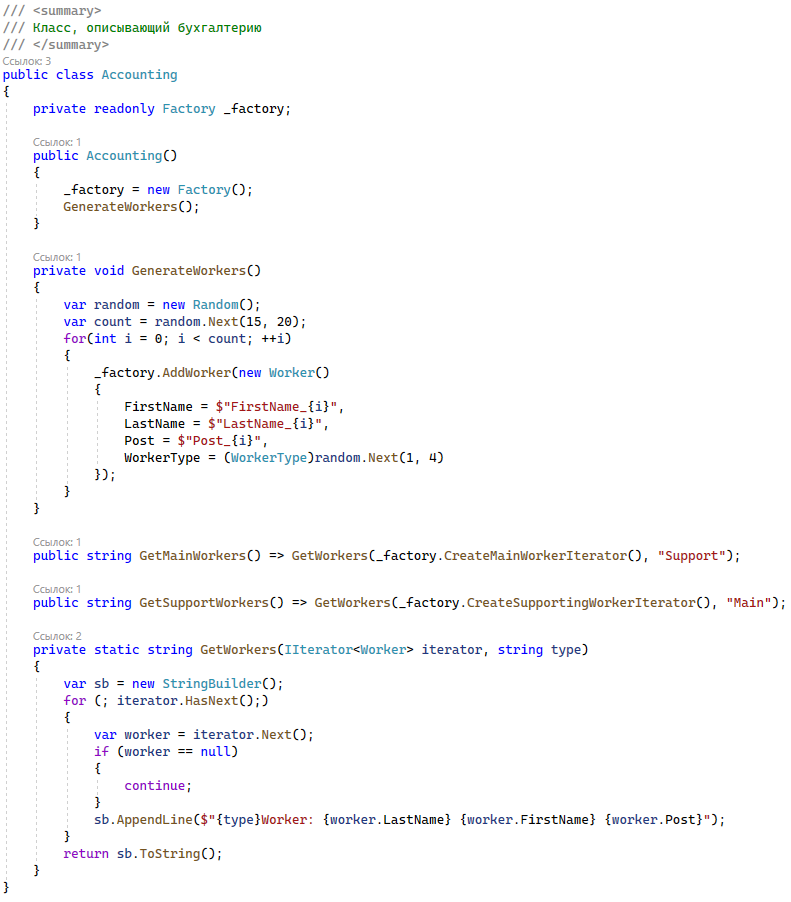 /// <summary>
/// Класс, описывающий бухгалтерию
/// </summary>
Ссылок: 3
public class Accounting
{
    private readonly Factory _factory;

    Ссылок: 1
    public Accounting()
    {
        _factory = new Factory();
        GenerateWorkers();
    }

    Ссылок: 1
    private void GenerateWorkers()
    {
        var random = new Random();
        var count = random.Next(15, 20);
        for(int i = 0; i < count; ++i)
        {
            _factory.AddWorker(new Worker()
            {
                FirstName = $"FirstName_{i}",
                LastName = $"LastName_{i}",
                Post = $"Post_{i}",
                WorkerType = (WorkerType)random.Next(1, 4)
            });
        }
    }

    Ссылок: 1
    public string GetMainWorkers() => GetWorkers(_factory.CreateMainWorkerIterator(), "Support");

    Ссылок: 1
    public string GetSupportWorkers() => GetWorkers(_factory.CreateSupportingWorkerIterator(), "Main");

    Ссылок: 2
    private static string GetWorkers(IIterator<Worker> iterator, string type)
    {
        var sb = new StringBuilder();
        for (; iterator.HasNext();)
        {
            var worker = iterator.Next();
            if (worker == null)
            {
                continue;
            }
            sb.AppendLine($"{type}Worker: {worker.LastName} {worker.FirstName} {worker.Post}");
        }
        return sb.ToString();
    }
}